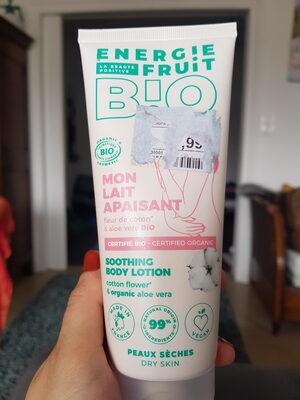 ENERGIE
LA BEAUTÉ
POSITIVE
FRUIT
BIO
,99
ORGANIC
BIO
COSMETIC
MON
LAIT
APAISANT
fleur de coton*
& aloe vera BIO
CERTIFIÉ BIO - CERTIFIED ORGANIC
SOOTHING
BODY LOTION
cotton flower*
& organic aloe vera
MADE IN
FRANCE
NATURAL ORIGIN
99%
VEGAN
PEAUX SÈCHES
DRY SKIN